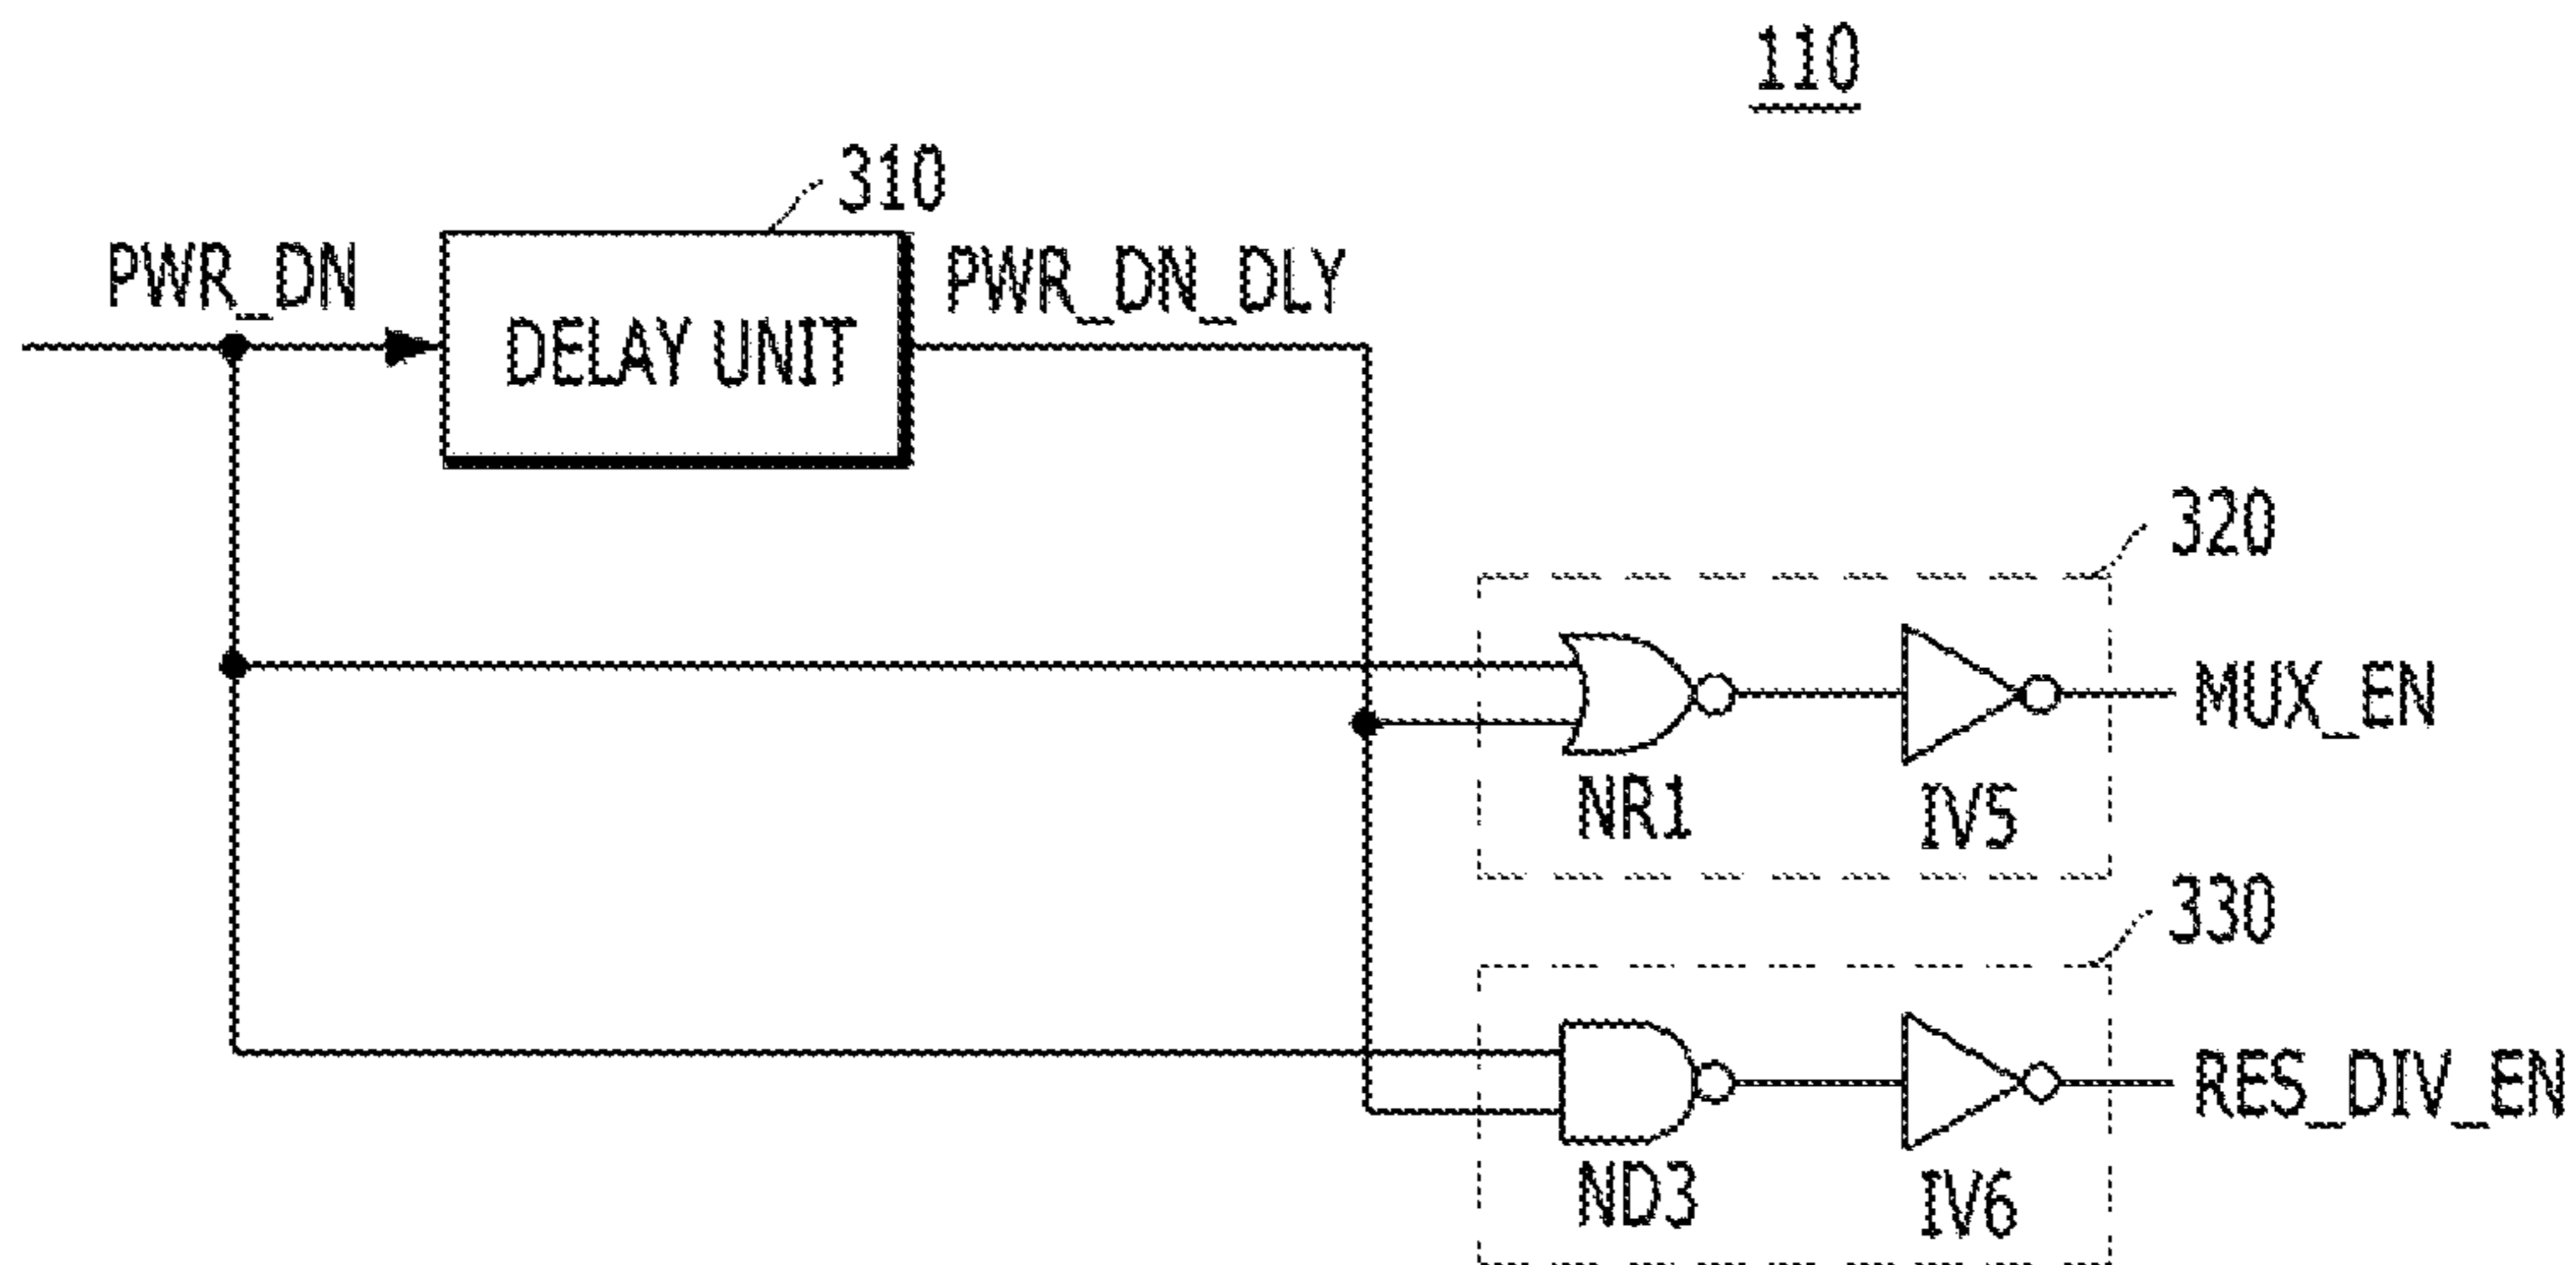 110
310
PWR_DN
PWR_DN_DLY
DELAY UNIT
320
MUX_EN
NR1
IV5
330
RES_DIV_EN
ND3
IV6